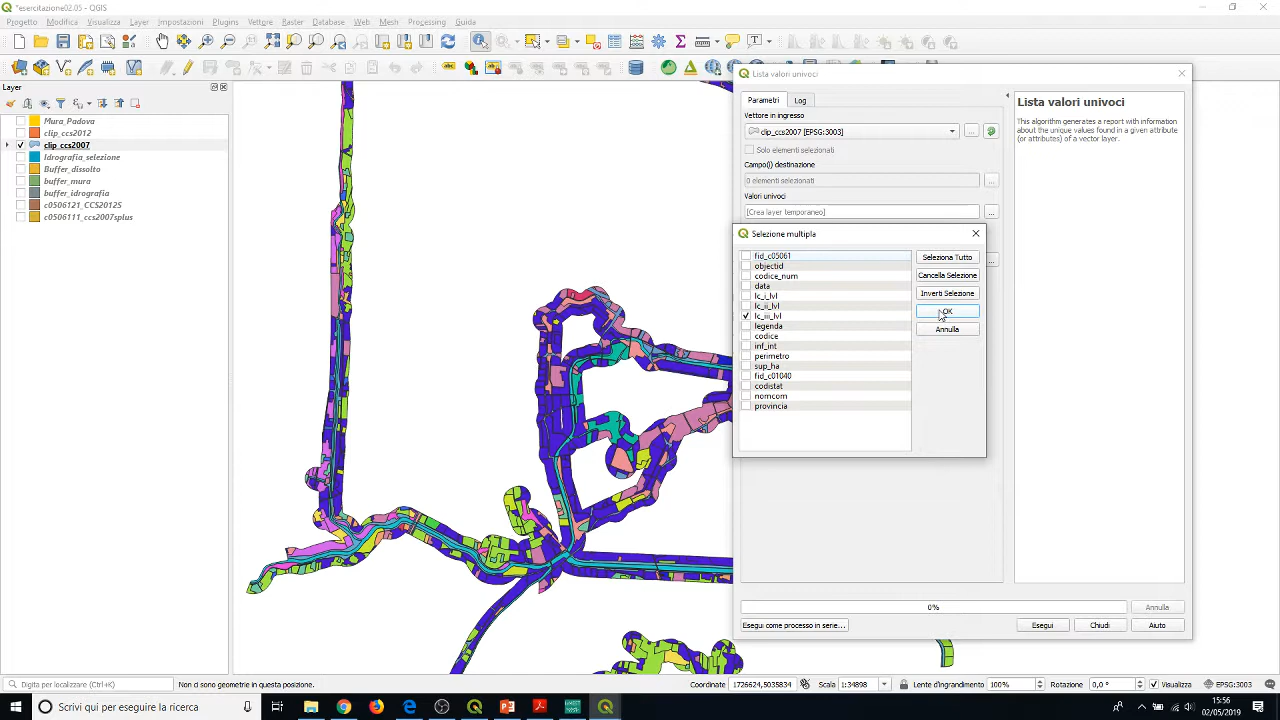 *esercitazione02.05 - QGIS
Progetto Modifica Visualizza Layer Impostazioni Plugins Vettore Raster Database Web Mesh Processing Guida
Layer
Mura_Padova
clip_ccs2012
clip_ccs2007
Idrografia_selezione
Buffer_dissolto
buffer_mura
buffer_idrografia
c0506121_CCS2012S
c0506111_ccs2007splus
Lista valori univoci
Parametri Log
Vettore in ingresso
clip_ccs2007 [EPSG:3003]
Solo elementi selezionati
Campo(i) destinazione
0 elementi selezionati
Valori univoci
[Crea layer temporaneo]
Lista valori univoci
This algorithm generates a report with information
about the unique values found in a given attribute
(or attributes) of a vector layer.
Selezione multipla
fid_c05061
objectid
codice_num
data
lc_i_lvl
lc_ii_lvl
lc_iii_lvl
legenda
codice
inf_int
perimetro
sup_ha
fid_c01040
codistat
nomcom
provincia
Seleziona Tutto
Cancella Selezione
Inverti Selezione
OK
Annulla
0%
Annulla
Esegui come processo in serie...
Esegui
Chiudi
Aiuto
Digita per localizzare (Ctrl+K)
Non ci sono geometrie in questa posizione.
Coordinate 1726624,5035834
Scala 1:34898
Lente d'ingrandimento 100%
Rotazione 0,0 °
Visualizza
EPSG:3003
Scrivi qui per eseguire la ricerca
15:56
02/05/2019